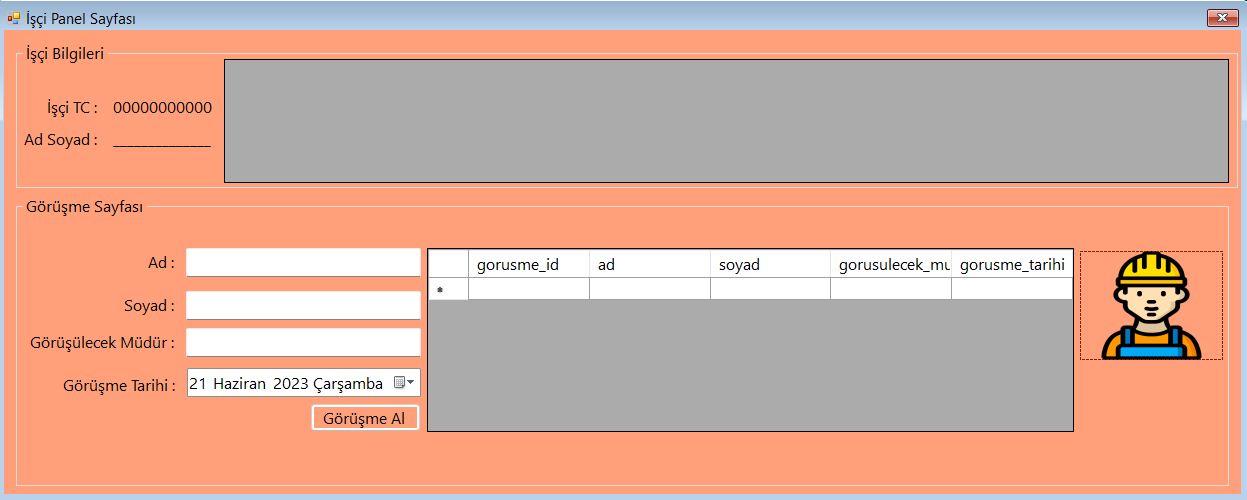 İşçi Panel Sayfası
İşçi Bilgileri
İşçi TC : 00000000000
Ad Soyad : ______________
Görüşme Sayfası
Ad :
Soyad :
Görüşülecek Müdür :
Görüşme Tarihi : 21 Haziran 2023 Çarşamba
Görüşme Al
gorusme_id ad soyad gorusulecek_mu gorusme_tarihi
*